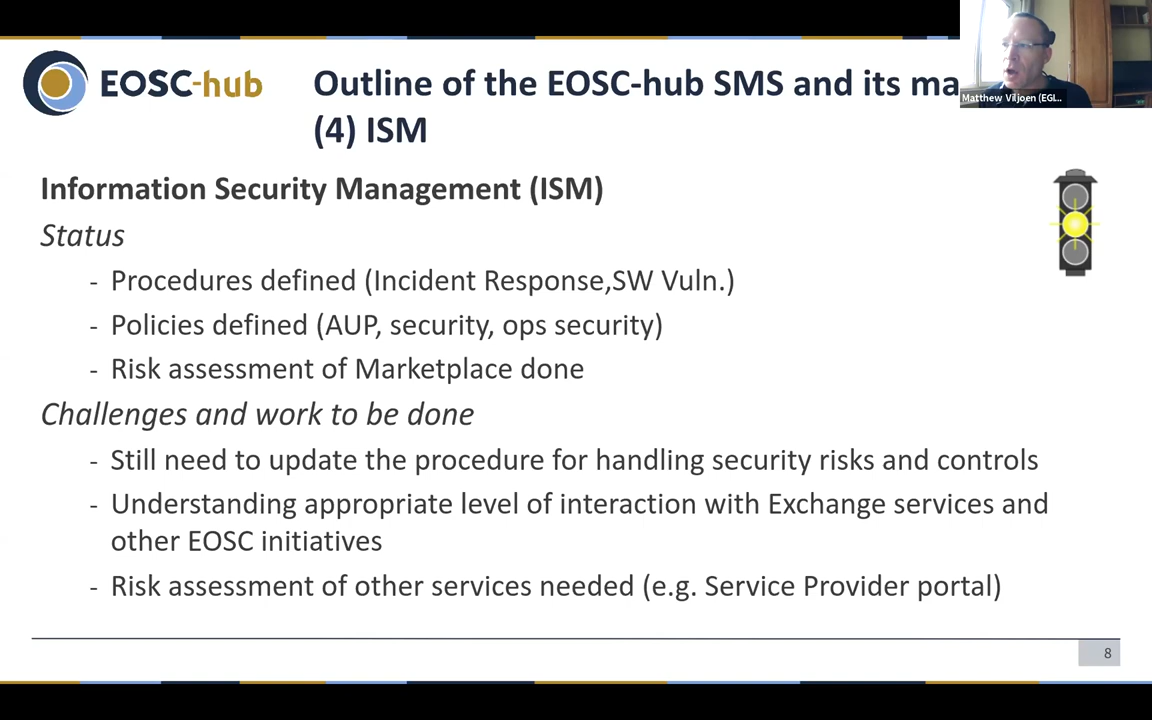 EOSC-hub
Outline of the EOSC-hub SMS and its ma
(4) ISM
Matthew Viljoen (EGI...
Information Security Management (ISM)
Status
- Procedures defined (Incident Response,SW Vuln.)
- Policies defined (AUP, security, ops security)
- Risk assessment of Marketplace done
Challenges and work to be done
- Still need to update the procedure for handling security risks and controls
- Understanding appropriate level of interaction with Exchange services and
other EOSC initiatives
- Risk assessment of other services needed (e.g. Service Provider portal)
8